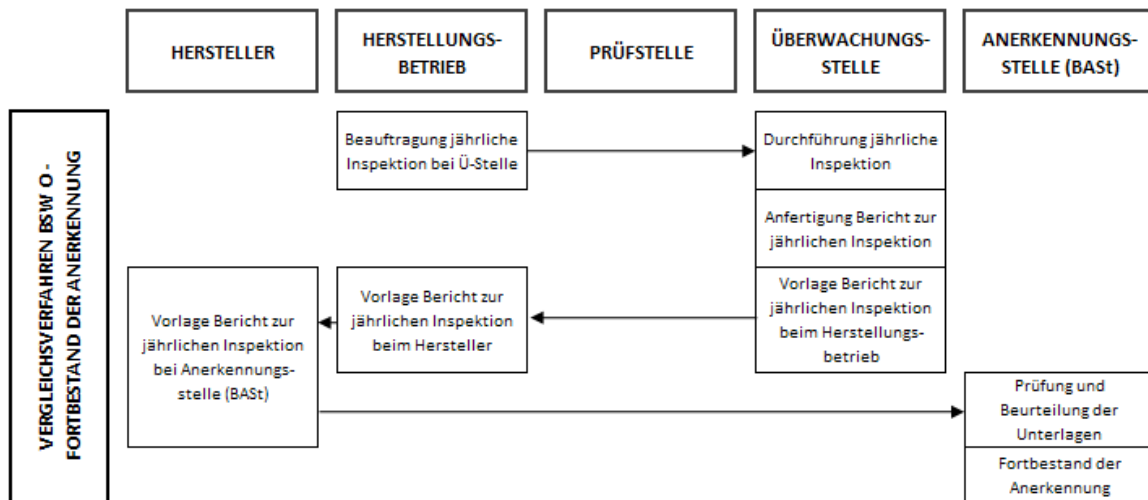 HERSTELLER
HERSTELLUNGS-
BETRIEB
PRÜFSTELLE
ÜBERWACHUNGS-
STELLE
ANERKENNUNGS-
STELLE (BASt)
VERGLEICHSVERFAHREN BSW O -
FORTBESTAND DER ANERKENNUNG
Beauftragung jährliche
Inspektion bei Ü-Stelle
Durchführung jährliche
Inspektion
Anfertigung Bericht zur
jährlichen Inspektion
Vorlage Bericht zur
jährlichen Inspektion
beim Herstellungs-
betrieb
Vorlage Bericht zur
jährlichen Inspektion
beim Hersteller
Vorlage Bericht zur
jährlichen Inspektion
bei Anerkennungs-
stelle (BASt)
Prüfung und
Beurteilung der
Unterlagen
Fortbestand der
Anerkennung